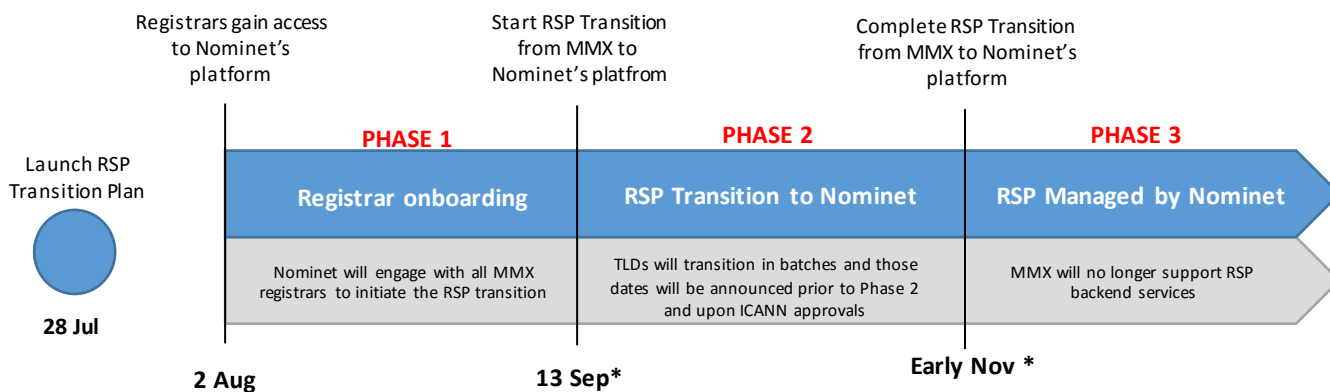 Registrars gain access
to Nominet's
platform
Start RSP Transition
from MMX to
Nominet's platfrom
Complete RSP Transition
from MMX to Nominet's
platform
Launch RSP
Transition Plan
28 Jul
PHASE 1
PHASE 2
PHASE 3
Registrar onboarding
RSP Transition to Nominet
RSP Managed by Nominet
Nominet will engage with all MMX
registrars to initiate the RSP transition
TLDs will transition in batches and those
dates will be announced prior to Phase 2
and upon ICANN approvals
MMX will no longer support RSP
backend services
2 Aug
13 Sep*
Early Nov *